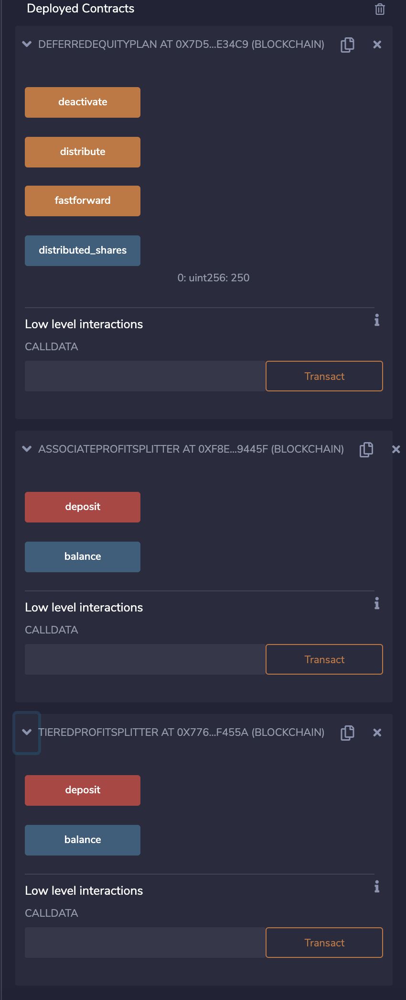 Deployed Contracts
DEFERREDEQUITYPLAN AT 0X7D5...E34C9 (BLOCKCHAIN)
deactivate
distribute
fastforward
distributed_shares
0: uint256: 250
Low level interactions
CALLDATA
Transact
ASSOCIATEPROFITSPLITTER AT 0XF8E...9445F (BLOCKCHAIN)
deposit
balance
Low level interactions
CALLDATA
Transact
TIEREDPROFITSPLITTER AT 0X776...F455A (BLOCKCHAIN)
deposit
balance
Low level interactions
CALLDATA
Transact